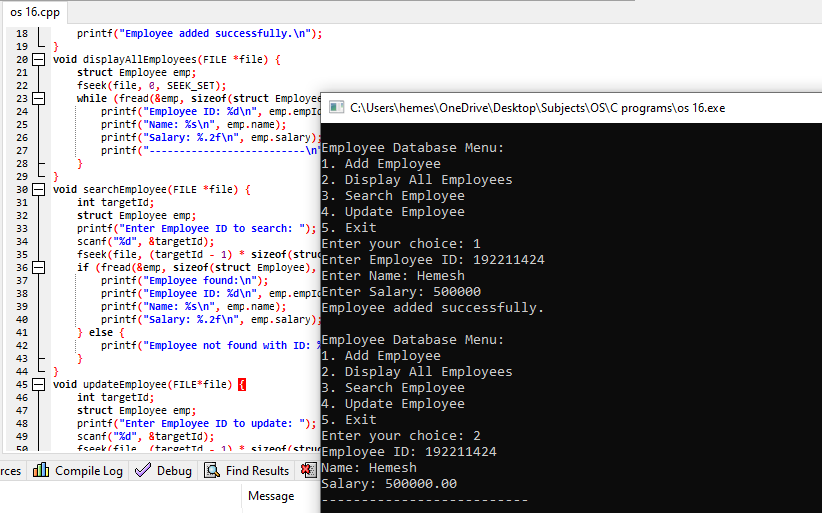 os 16.cpp
18 printf("Employee added successfully.\n");
19 }
20 void displayAllEmployees(FILE *file) {
21 struct Employee emp;
22 fseek(file, 0, SEEK_SET);
23 while (fread(&emp, sizeof(struct Employee
24 printf("Employee ID: %d\n", emp.empId
25 printf("Name: %s\n", emp.name);
26 printf("Salary: %.2f\n", emp.salary);
27 printf("--------------------------\n"
28 }
29 }
30 void searchEmployee(FILE *file) {
31 int targetId;
32 struct Employee emp;
33 printf("Enter Employee ID to search: ");
34 scanf("%d", &targetId);
35 fseek(file, (targetId - 1) * sizeof(struc
36 if (fread(&emp, sizeof(struct Employee),
37 printf("Employee found:\n");
38 printf("Employee ID: %d\n", emp.empId
39 printf("Name: %s\n", emp.name);
40 printf("Salary: %.2f\n", emp.salary);
41 } else {
42 printf("Employee not found with ID: %
43 }
44 }
45 void updateEmployee(FILE*file) {
46 int targetId;
47 struct Employee emp;
48 printf("Enter Employee ID to update: ");
49 scanf("%d", &targetId);
50 fseek(file, (targetId - 1) * sizeof(struc
rces Compile Log Debug Find Results
Message
C:\Users\hemes\OneDrive\Desktop\Subjects\OS\C programs\os 16.exe
Employee Database Menu:
1. Add Employee
2. Display All Employees
3. Search Employee
4. Update Employee
5. Exit
Enter your choice: 1
Enter Employee ID: 192211424
Enter Name: Hemesh
Enter Salary: 500000
Employee added successfully.
Employee Database Menu:
1. Add Employee
2. Display All Employees
3. Search Employee
4. Update Employee
5. Exit
Enter your choice: 2
Employee ID: 192211424
Name: Hemesh
Salary: 500000.00
--------------------------